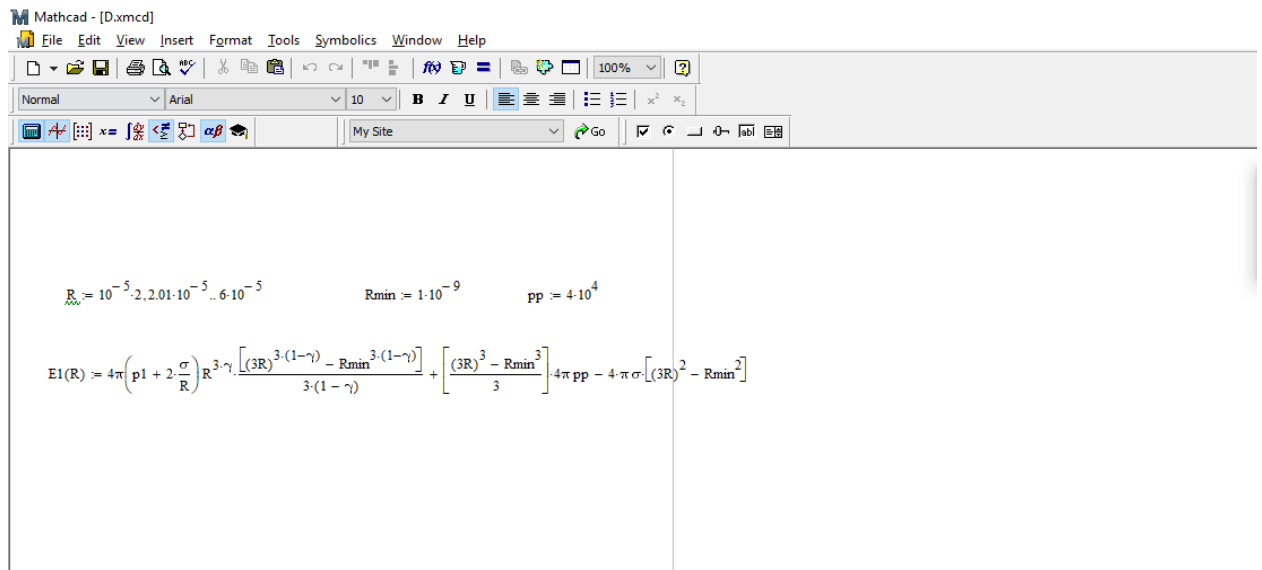 Mathcad - [D.xmcd]
File Edit View Insert Format Tools Symbolics Window Help
100%
Normal Arial 10 B I U x² x₂
x= αβ My Site Go
R := 10^-5·2,2.01·10^-5..6·10^-5 Rmin := 1·10^-9 pp := 4·10^4
E1(R) := 4π(p1 + 2·σ/R)R^3·γ·[(3R)^3·(1−γ) − Rmin^3·(1−γ)]/3·(1 − γ) + [(3R)^3 − Rmin^3/3]·4π pp − 4·π σ·[(3R)^2 − Rmin^2]